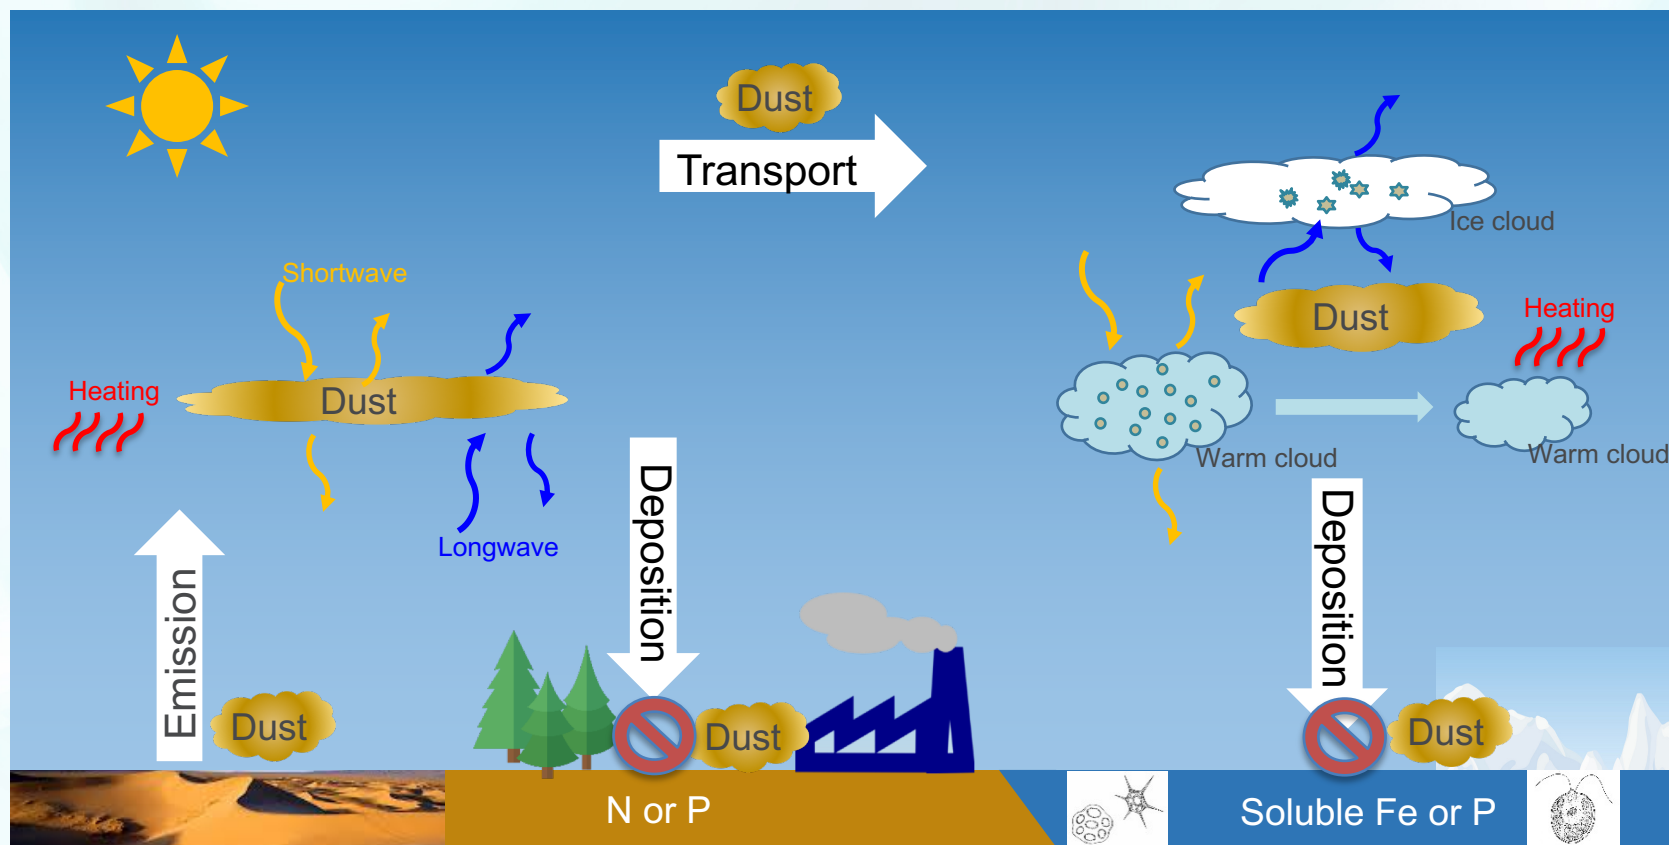 Dust
Transport
Ice cloud
Shortwave
Dust
Heating
Heating
Dust
Warm cloud
Warm cloud
Longwave
Deposition
Deposition
Emission
Dust
Dust
Dust
N or P
Soluble Fe or P